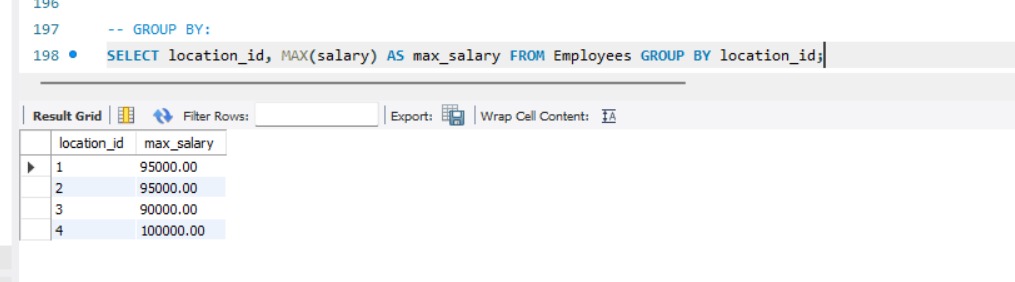 196
197 -- GROUP BY:
198 SELECT location_id, MAX(salary) AS max_salary FROM Employees GROUP BY location_id;
Result Grid Filter Rows: Export: Wrap Cell Content: IA
location_id max_salary
1 95000.00
2 95000.00
3 90000.00
4 100000.00